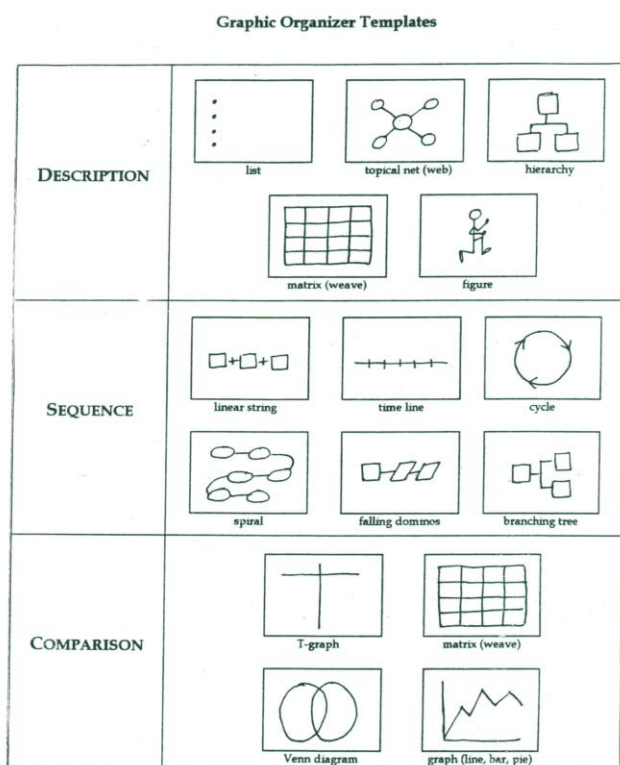 Graphic Organizer Templates
DESCRIPTION
list
topical net (web)
hierarchy
matrix (weave)
figure
SEQUENCE
linear string
time line
cycle
spiral
falling dominos
branching tree
COMPARISON
T-graph
matrix (weave)
Venn diagram
graph (line, bar, pie)